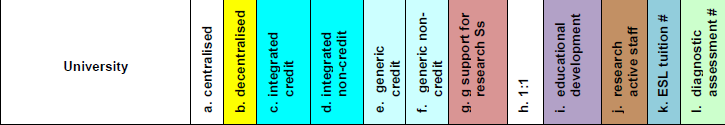 University
a. centralised
b. decentralised
c. integrated
credit
d. integrated
non-credit
e. generic
credit
f. generic non-
credit
g. g support for
research Ss
h. 1:1
i. educational
development
j. research
active staff
k. ESL tuition #
l. diagnostic
assessment #